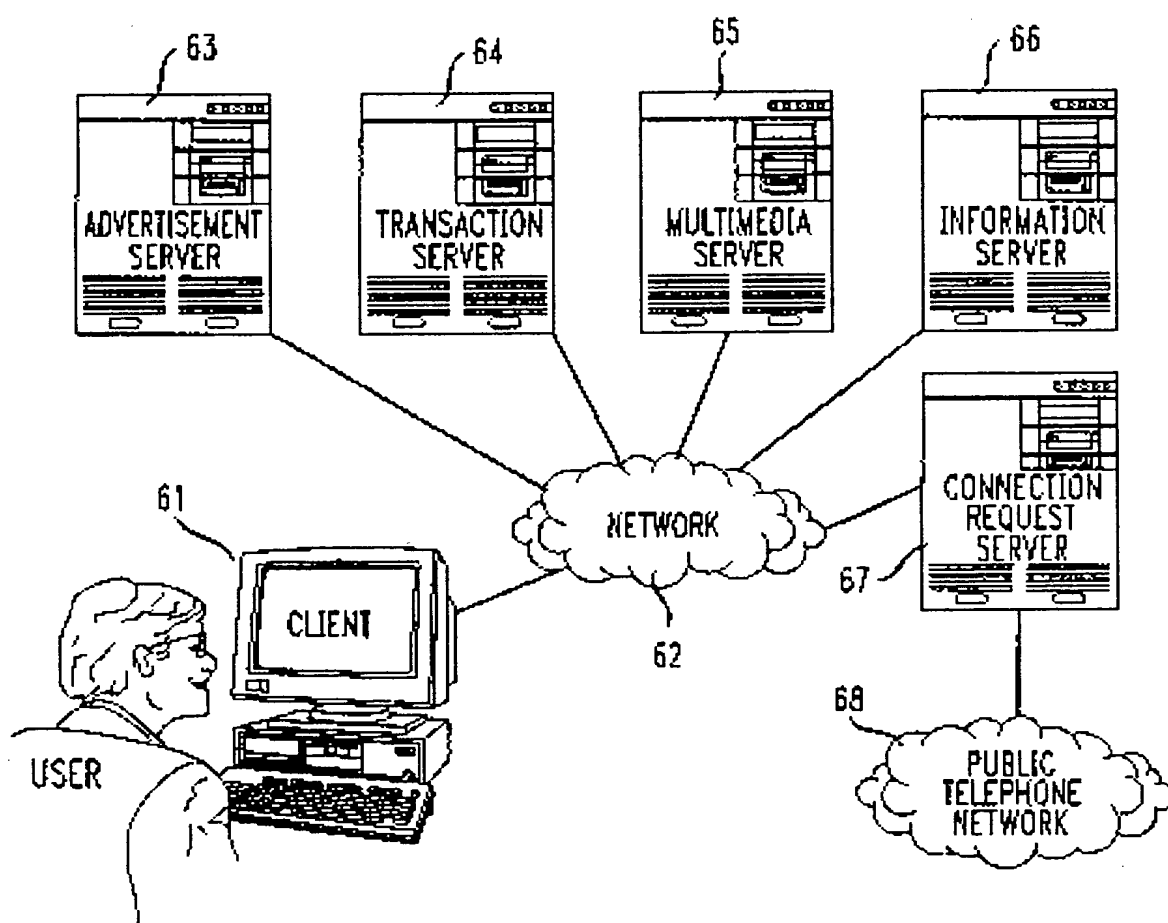 63
64
65
66
ADVERTISEMENT
SERVER
TRANSACTION
SERVER
MULTIMEDIA
SERVER
INFORMATION
SERVER
61
NETWORK
CONNECTION
REQUEST
SERVER
67
CLIENT
62
USER
68
PUBLIC
TELEPHONE
NETWORK